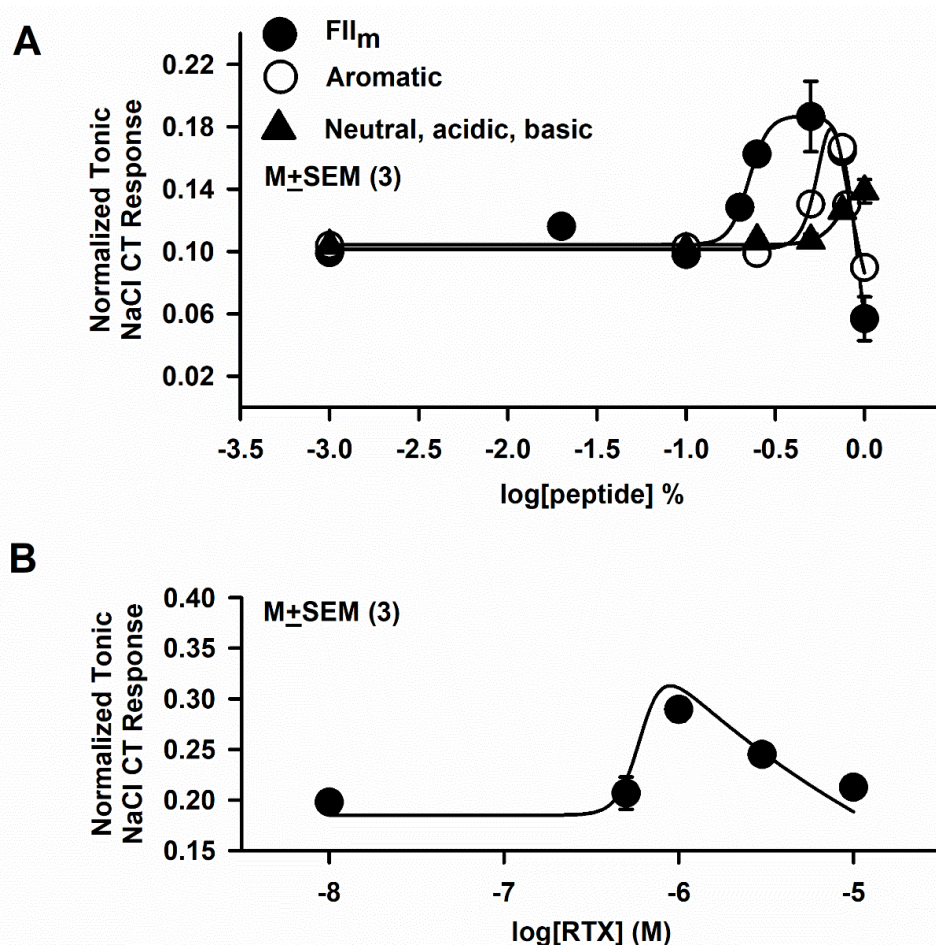 A
FIIm
Aromatic
Neutral, acidic, basic
M+SEM (3)
Normalized Tonic
NaCl CT Response
0.22
0.18
0.14
0.10
0.06
0.02
-3.5 -3.0 -2.5 -2.0 -1.5 -1.0 -0.5 0.0
log[peptide] %
B
M+SEM (3)
Normalized Tonic
NaCl CT Response
0.40
0.35
0.30
0.25
0.20
0.15
-8 -7 -6 -5
log[RTX] (M)